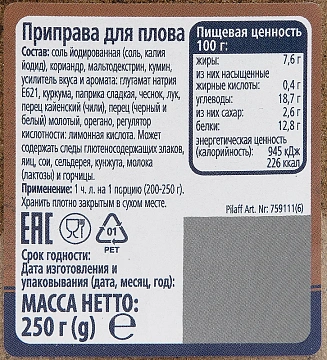 Приправа для плова
Состав: соль йодированная (соль, калия
йодид), кориандр, мальтодекстрин, кумин,
усилитель вкуса и аромата: глутамат натрия
Е621, куркума, паприка сладкая, чеснок, лук,
перец кайенский (чили), перец (черный и
белый) молотый, орегано, регулятор
кислотности: лимонная кислота. Может
содержать следы глютеносодержащих злаков,
яиц, сои, сельдерея, кунжута, молока
(лактозы) и горчицы.
Применение: 1 ч. л. на 1 порцию (200-250 г).
Хранить плотно закрытым в сухом месте.
Пищевая ценность
100 г:
жиры: 7,6 г
из них насыщенные
жирные кислоты: 0,4 г
углеводы: 18,7 г
из них сахар: 2,6 г
белки: 12,8 г
энергетическая ценность
(калорийность): 945 кДж
226 ккал
Pilaff Art. Nr: 759111(6)
EAC
01
PET
Срок годности:
Дата изготовления и
упаковывания (дата, месяц, год):
МАССА НЕТТО:
250 г (g) ℮